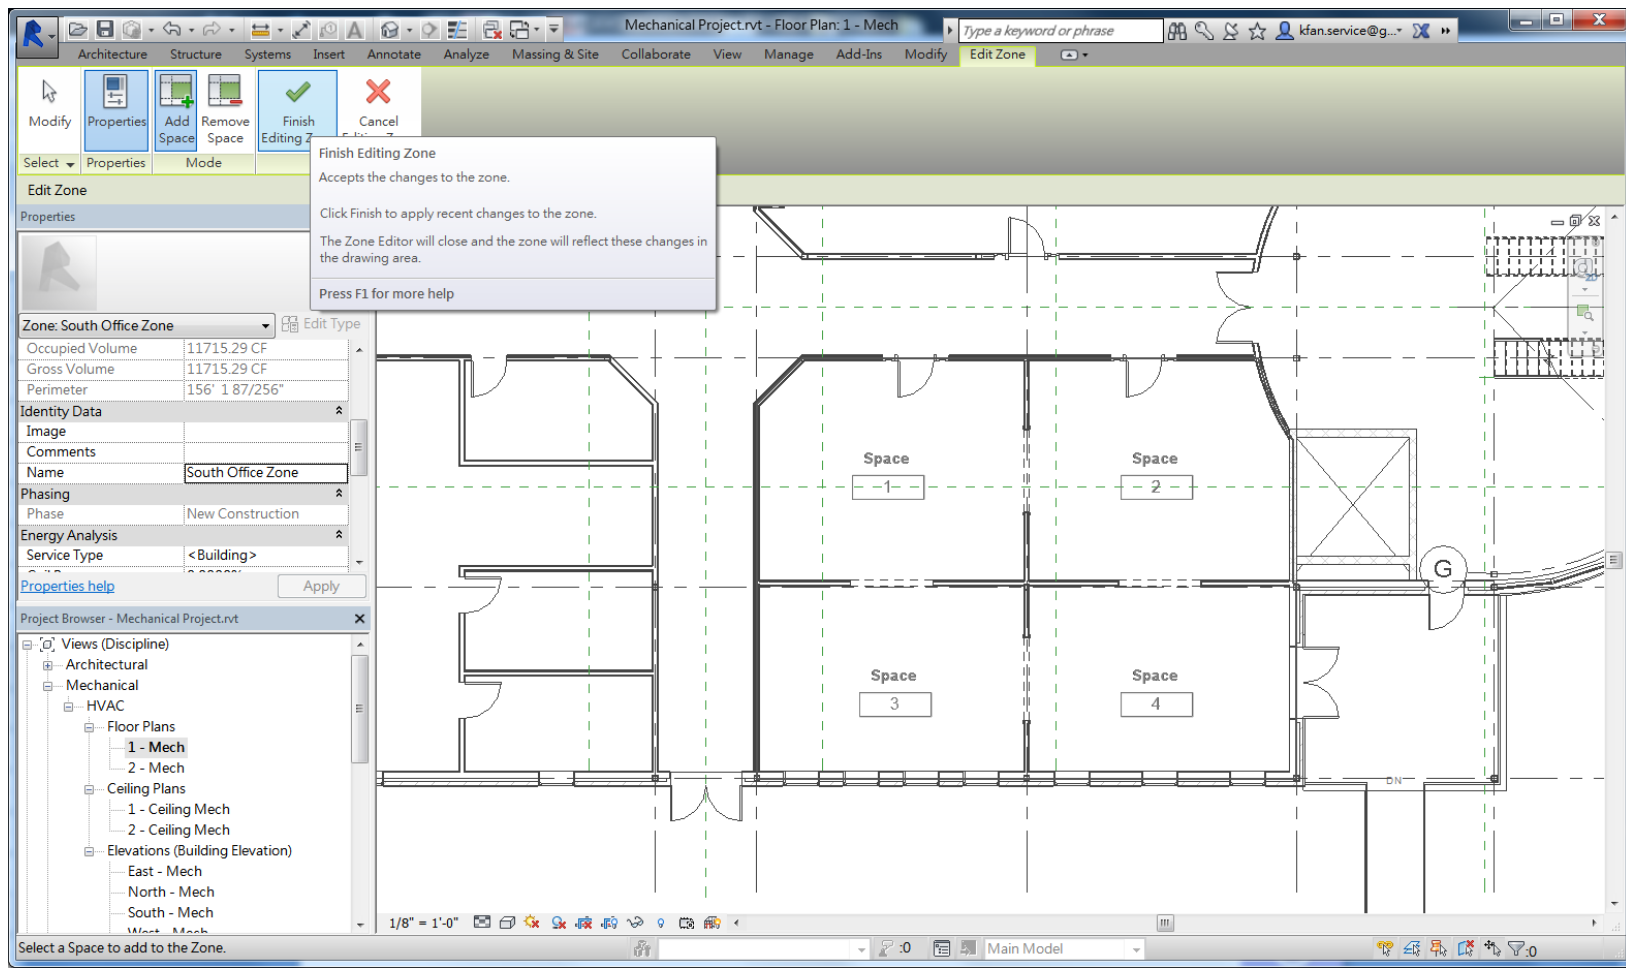 Mechanical Project.rvt - Floor Plan: 1 - Mech
Type a keyword or phrase
kfan.service@g...
Architecture Structure Systems Insert Annotate Analyze Massing & Site Collaborate View Manage Add-Ins Modify Edit Zone
Modify
Properties
Add
Space
Remove
Space
Finish
Editing Z
Cancel
Select
Properties
Mode
Edit Zone
Finish Editing Zone
Accepts the changes to the zone.
Click Finish to apply recent changes to the zone.
The Zone Editor will close and the zone will reflect these changes in
the drawing area.
Press F1 for more help
Properties
Zone: South Office Zone
Edit Type
Occupied Volume 11715.29 CF
Gross Volume 11715.29 CF
Perimeter 156' 1 87/256"
Identity Data
Image
Comments
Name South Office Zone
Phasing
Phase New Construction
Energy Analysis
Service Type <Building>
Properties help
Apply
Project Browser - Mechanical Project.rvt
Views (Discipline)
Architectural
Mechanical
HVAC
Floor Plans
1 - Mech
2 - Mech
Ceiling Plans
1 - Ceiling Mech
2 - Ceiling Mech
Elevations (Building Elevation)
East - Mech
North - Mech
South - Mech
West - Mech
Space
1
Space
2
Space
3
Space
4
G
DN
1/8" = 1'-0"
Select a Space to add to the Zone.
:0
Main Model
:0